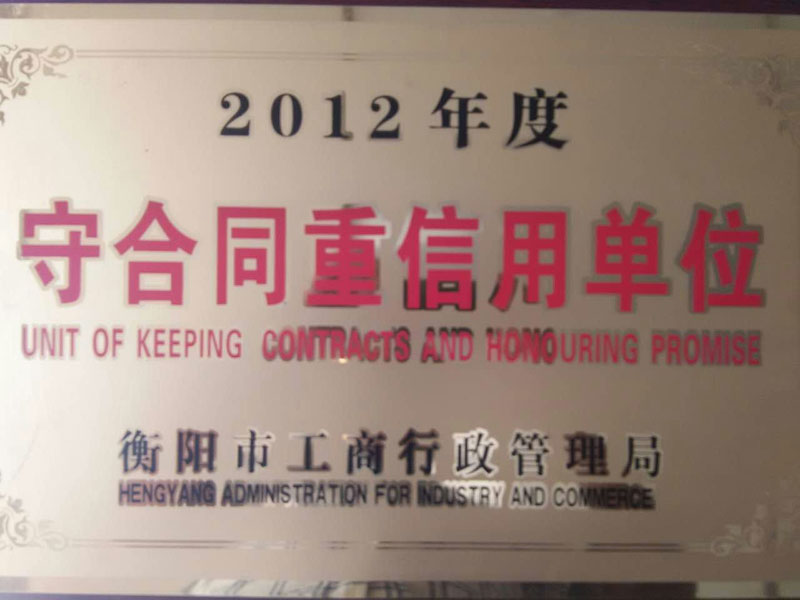 2012年度
守合同重信用单位
UNIT OF KEEPING CONTRACTS AND HONOURING PROMISE
衡阳市工商行政管理局
HENGYANG ADMINISTRATION FOR INDUSTRY AND COMMERCE